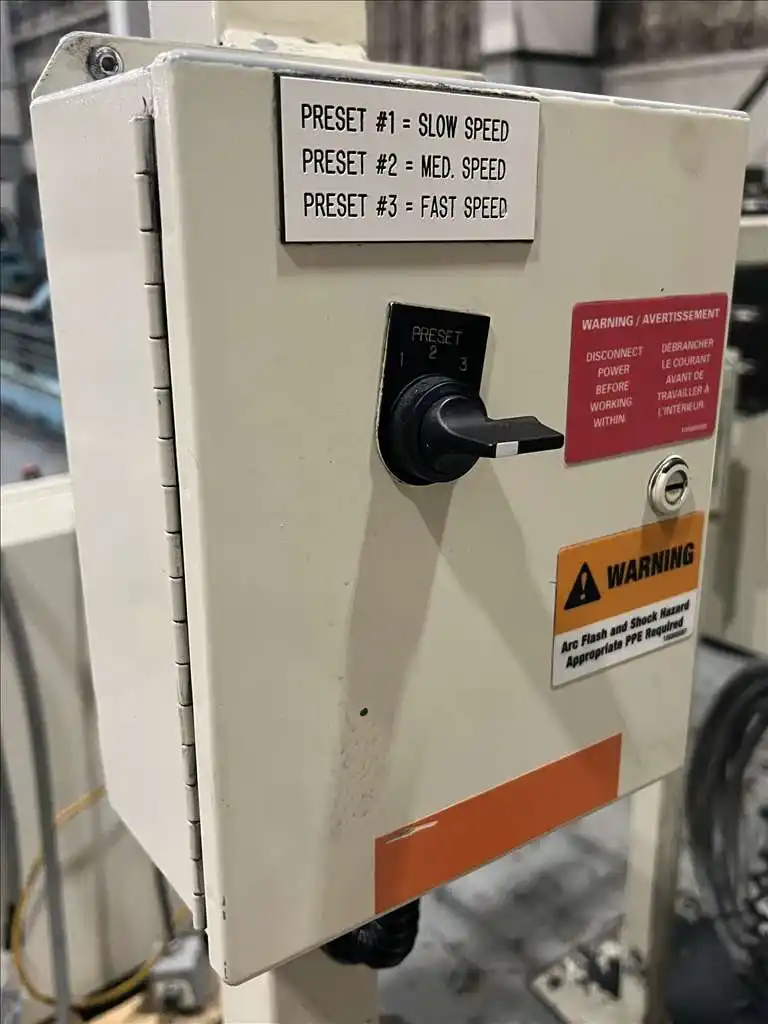 PRESET #1 = SLOW SPEED
PRESET #2 = MED. SPEED
PRESET #3 = FAST SPEED
PRESET
1 2 3
WARNING / AVERTISSEMENT
DISCONNECT
POWER
BEFORE
WORKING
WITHIN.
DÉBRANCHER
LE COURANT
AVANT DE
TRAVAILLER À
L'INTÉRIEUR.
WARNING
Arc Flash and Shock Hazard
Appropriate PPE Required